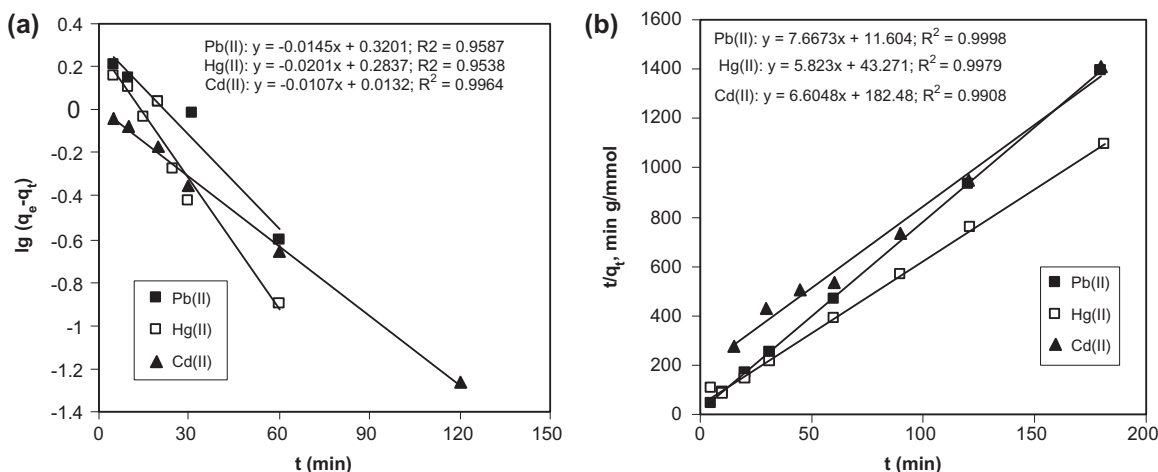 (a)
Pb(II): y = -0.0145x + 0.3201; R2 = 0.9587
Hg(II): y = -0.0201x + 0.2837; R2 = 0.9538
Cd(II): y = -0.0107x + 0.0132; R² = 0.9964
0.4
0.2
0
-0.2
-0.4
-0.6
-0.8
-1
-1.2
-1.4
lg (qₑ-qₜ)
Pb(II)
Hg(II)
Cd(II)
0
30
60
90
120
150
t (min)
(b)
Pb(II): y = 7.6673x + 11.604; R² = 0.9998
Hg(II): y = 5.823x + 43.271; R² = 0.9979
Cd(II): y = 6.6048x + 182.48; R² = 0.9908
1600
1400
1200
1000
800
600
400
200
0
t/qₜ, min g/mmol
Pb(II)
Hg(II)
Cd(II)
0
50
100
150
200
t (min)